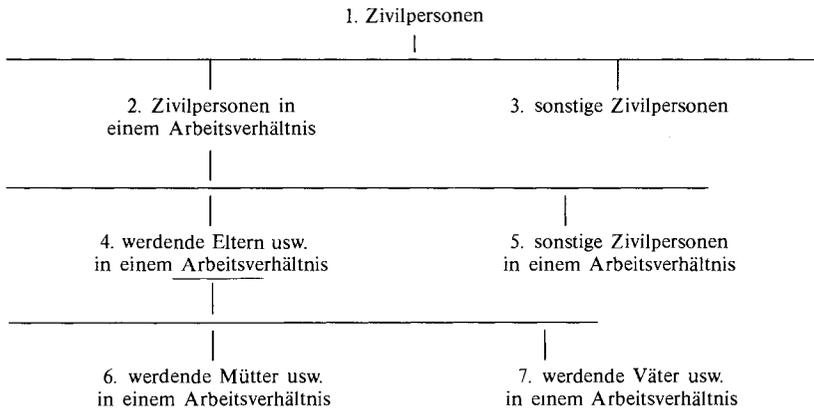 1. Zivilpersonen
2. Zivilpersonen in
einem Arbeitsverhältnis
3. sonstige Zivilpersonen
4. werdende Eltern usw.
in einem Arbeitsverhältnis
5. sonstige Zivilpersonen
in einem Arbeitsverhältnis
6. werdende Mütter usw.
in einem Arbeitsverhältnis
7. werdende Väter usw.
in einem Arbeitsverhältnis